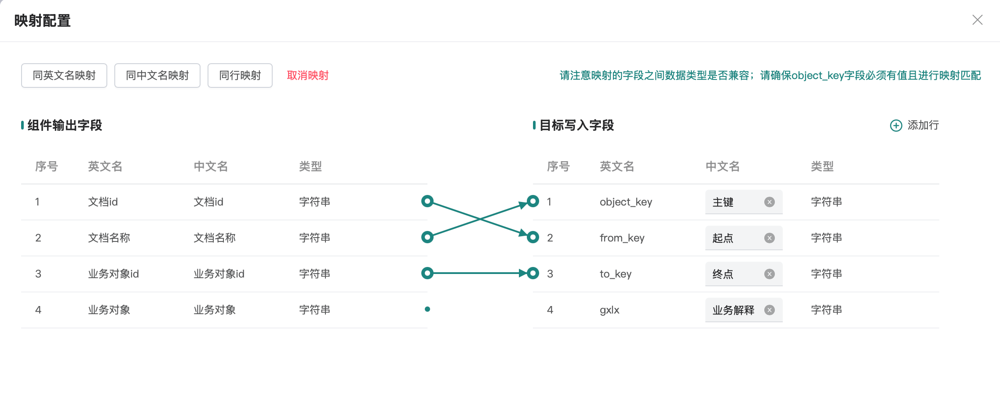 映射配置
同英文名映射 同中文名映射 同行映射 取消映射 请注意映射的字段之间数据类型是否兼容；请确保object_key字段必须有值且进行映射匹配
组件输出字段
序号 英文名 中文名 类型
1 文档id 文档id 字符串
2 文档名称 文档名称 字符串
3 业务对象id 业务对象id 字符串
4 业务对象 业务对象 字符串
目标写入字段 添加行
序号 英文名 中文名 类型
1 object_key 主键 字符串
2 from_key 起点 字符串
3 to_key 终点 字符串
4 gxlx 业务解释 字符串